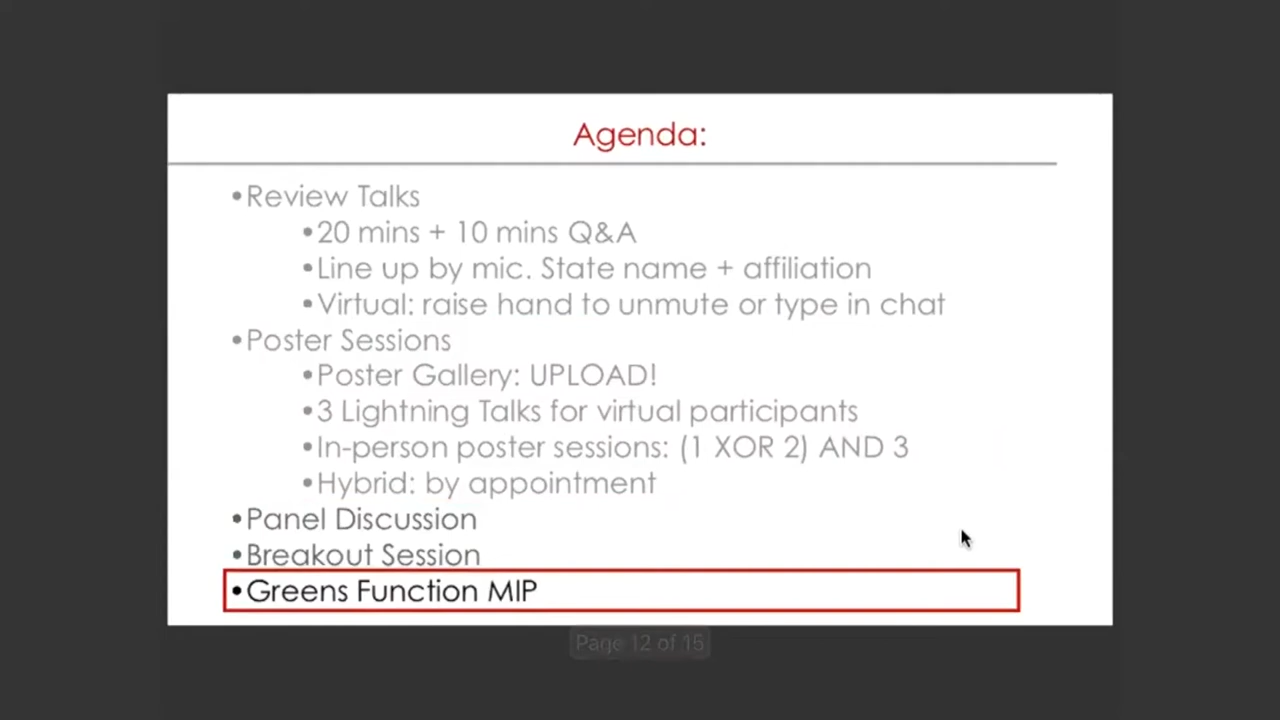 Agenda:
•Review Talks
•20 mins + 10 mins Q&A
•Line up by mic. State name + affiliation
•Virtual: raise hand to unmute or type in chat
•Poster Sessions
•Poster Gallery: UPLOAD!
•3 Lightning Talks for virtual participants
•In-person poster sessions: (1 XOR 2) AND 3
•Hybrid: by appointment
•Panel Discussion
•Breakout Session
•Greens Function MIP
Page 12 of 15